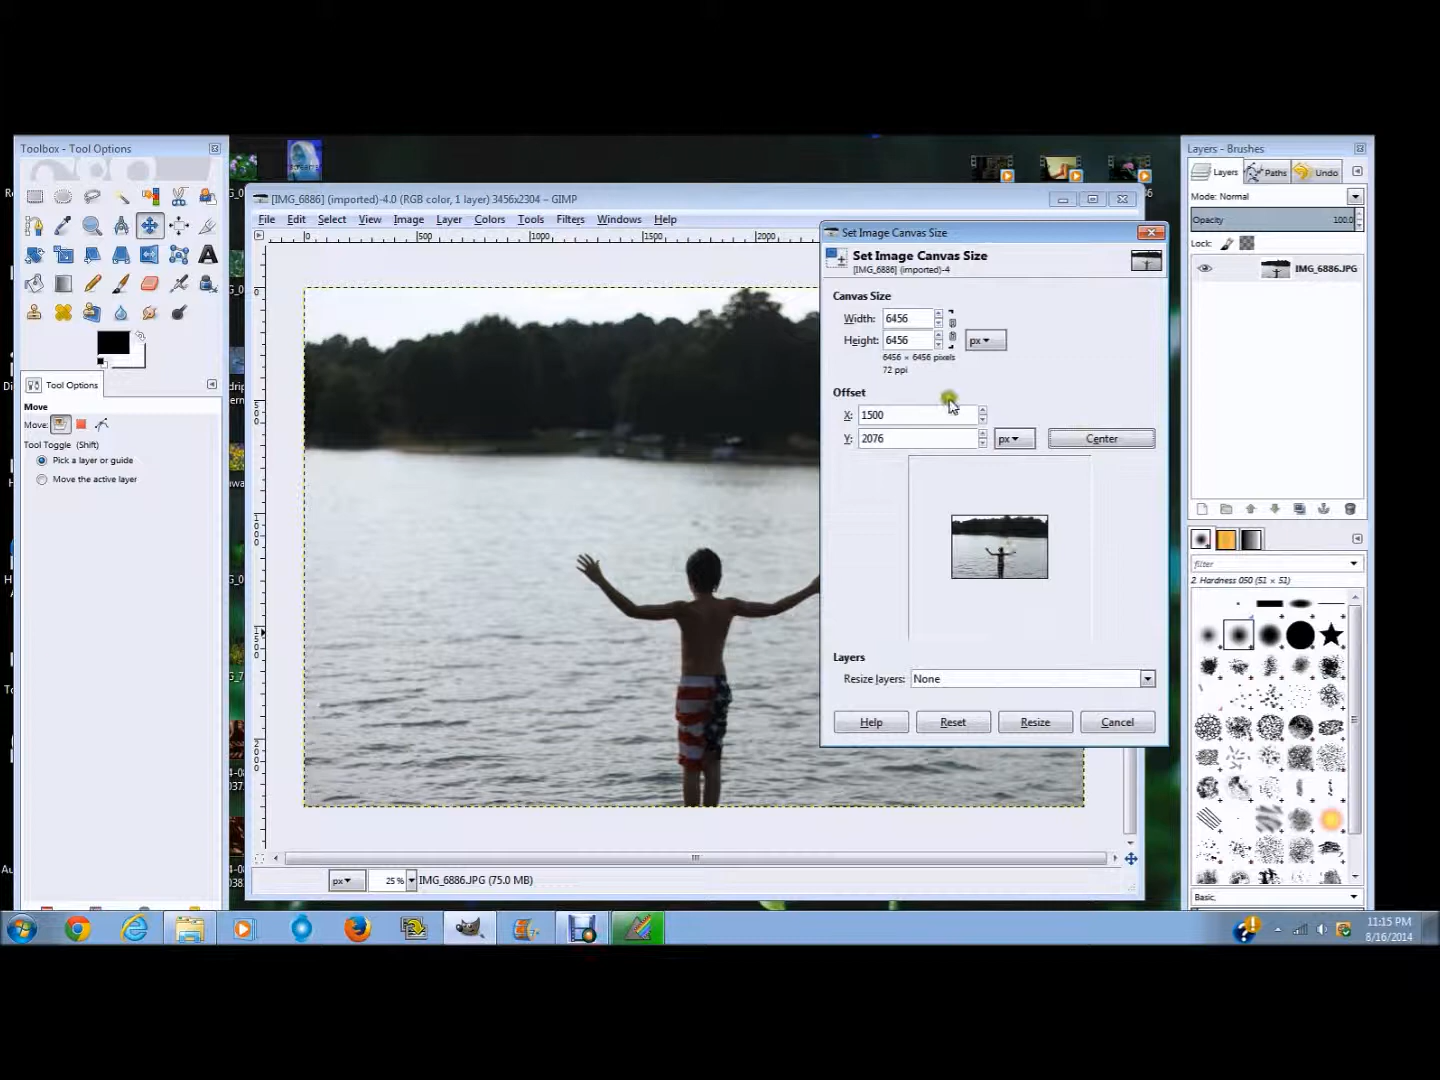 Toolbox - Tool Options
Layers - Brushes
[IMG_6886] (imported)-4.0 (RGB color, 1 layer) 3456x2304 – GIMP
File Edit Select View Image Layer Colors Tools Filters Windows Help
0 500 1000 1500 2000
Set Image Canvas Size
Set Image Canvas Size
[IMG_6886] (imported)-4
Canvas Size
Width: 6456
Height: 6456 px
6456 × 6456 pixels
72 ppi
Offset
X: 1500
Y: 2076 px Center
Layers
Resize layers: None
Help Reset Resize Cancel
Tool Options
Move
Move:
Tool Toggle (Shift)
Pick a layer or guide
Move the active layer
Layers Paths Undo
Mode: Normal
Opacity 100.0
Lock:
IMG_6886.JPG
filter
2. Hardness 050 (51 × 51)
Basic,
px 25 % IMG_6886.JPG (75.0 MB)
11:15 PM
8/16/2014